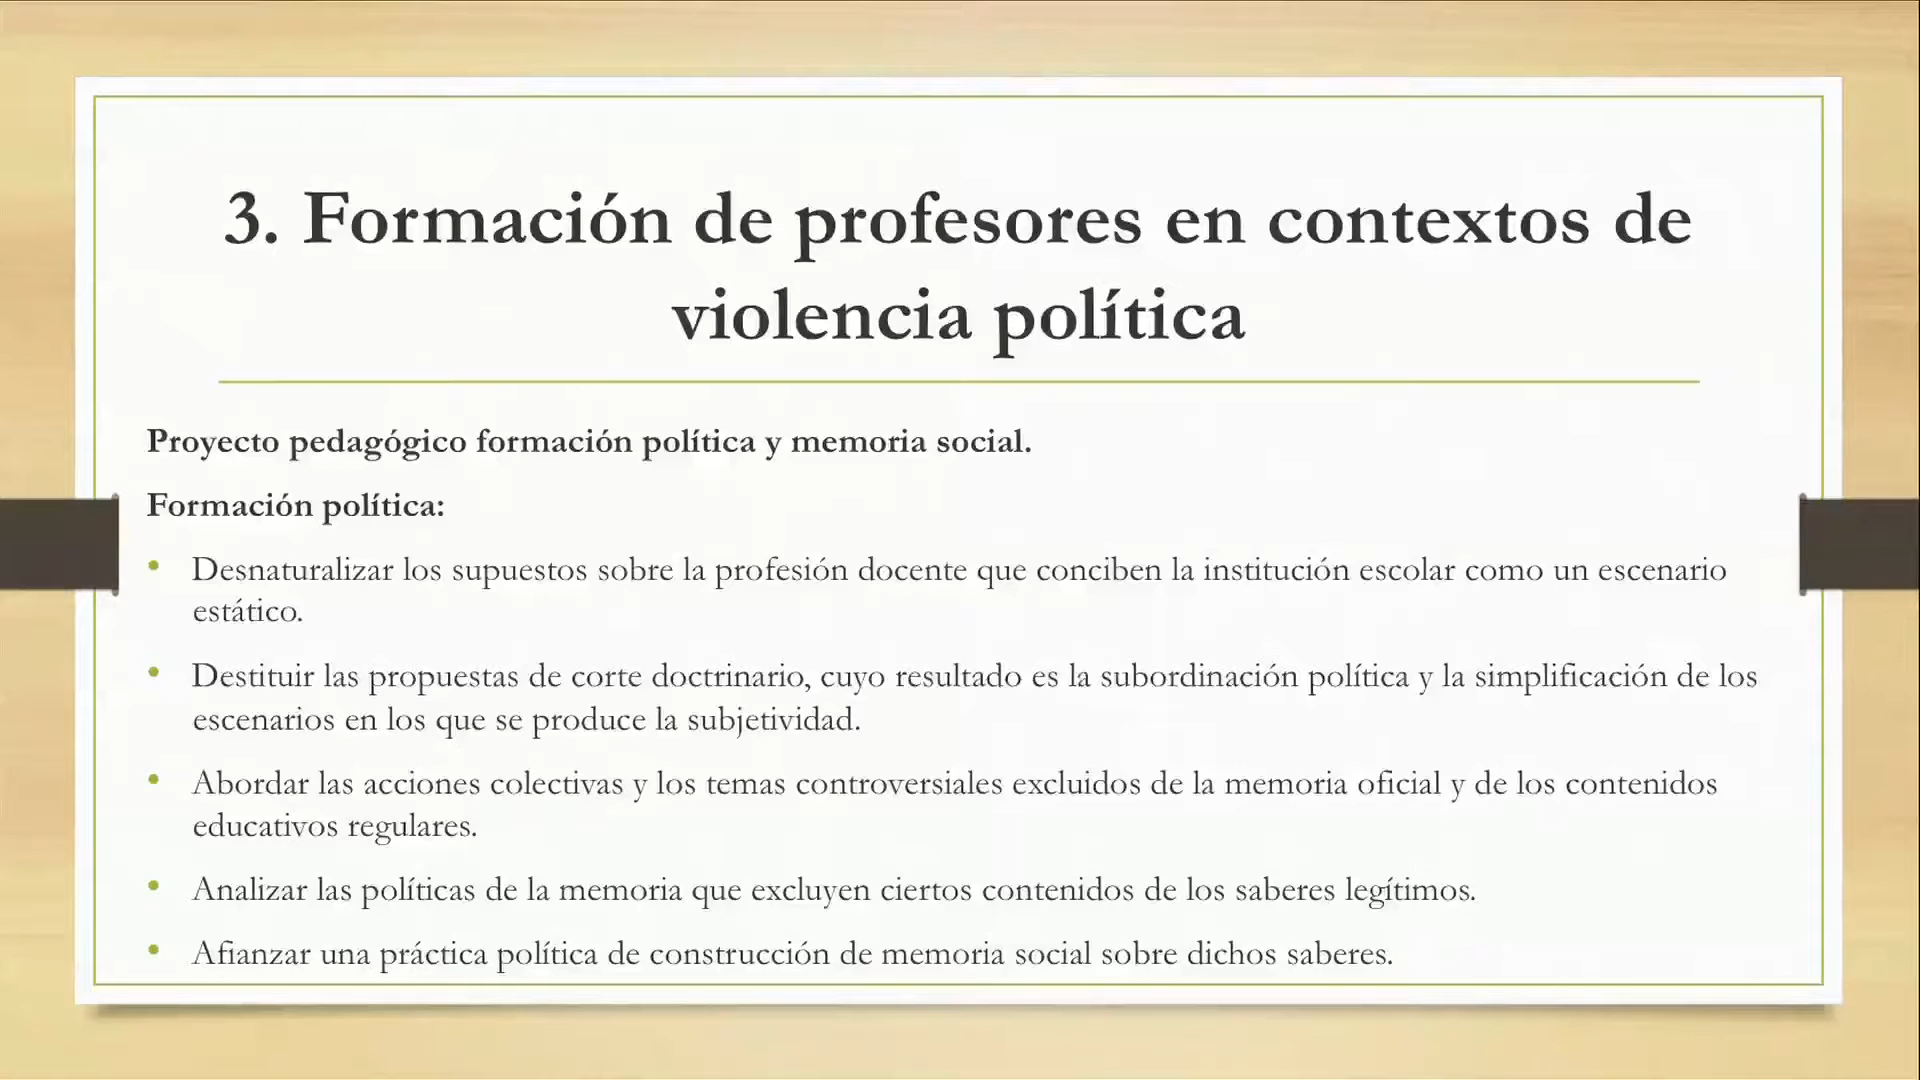 3. Formación de profesores en contextos de
violencia política
Proyecto pedagógico formación política y memoria social.
Formación política:
• Desnaturalizar los supuestos sobre la profesión docente que conciben la institución escolar como un escenario
estático.
• Destituir las propuestas de corte doctrinario, cuyo resultado es la subordinación política y la simplificación de los
escenarios en los que se produce la subjetividad.
• Abordar las acciones colectivas y los temas controversiales excluidos de la memoria oficial y de los contenidos
educativos regulares.
• Analizar las políticas de la memoria que excluyen ciertos contenidos de los saberes legítimos.
• Afianzar una práctica política de construcción de memoria social sobre dichos saberes.